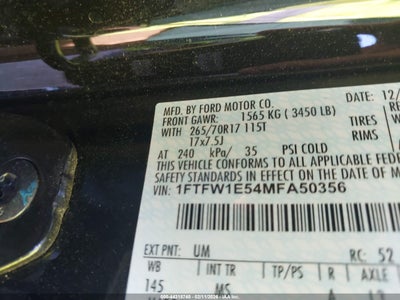 MFD. BY FORD MOTOR CO.
DATE: 12/
FRONT GAWR: 1565 KG ( 3450 LB)
WITH
265/70R17 115T TIRES
17x7.5J RIMS
AT 240 kPa/ 35 PSI COLD
THIS VEHICLE CONFORMS TO ALL APPLICABLE FEDER
SAFETY STANDARDS IN EFFECT ON THE DATE OF M
VIN: 1FTFW1E54MFA50356
EXT PNT: UM RC: 52
WB INT TR TP/PS R A
145 MS